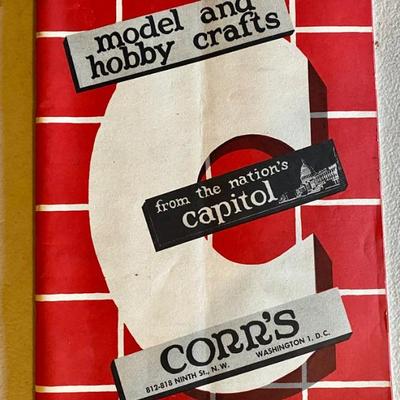 model and
hobby crafts
from the nation's
capitol
CORR'S
812-818 NINTH St., N.W. WASHINGTON 1, D.C.